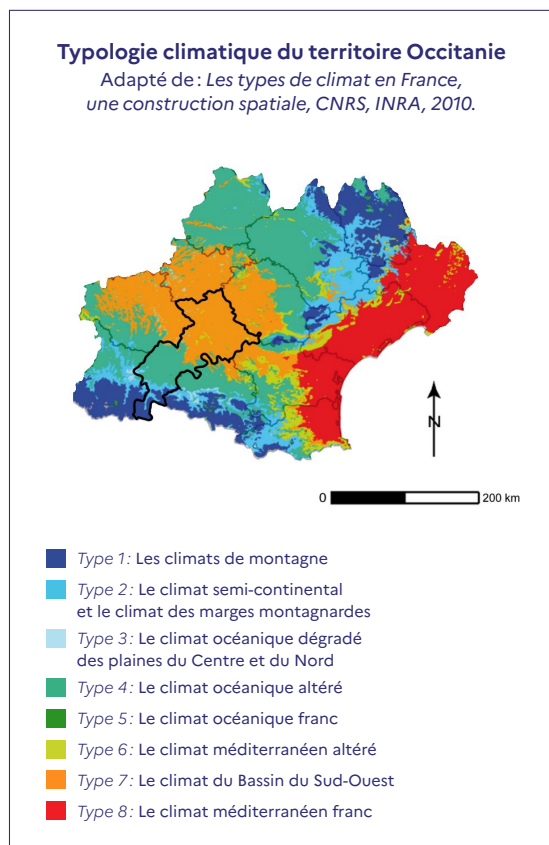 Typologie climatique du territoire Occitanie
Adapté de : Les types de climat en France,
une construction spatiale, CNRS, INRA, 2010.
N
0 200 km
Type 1 : Les climats de montagne
Type 2 : Le climat semi-continental
et le climat des marges montagnardes
Type 3 : Le climat océanique dégradé
des plaines du Centre et du Nord
Type 4 : Le climat océanique altéré
Type 5 : Le climat océanique franc
Type 6 : Le climat méditerranéen altéré
Type 7 : Le climat du Bassin du Sud-Ouest
Type 8 : Le climat méditerranéen franc